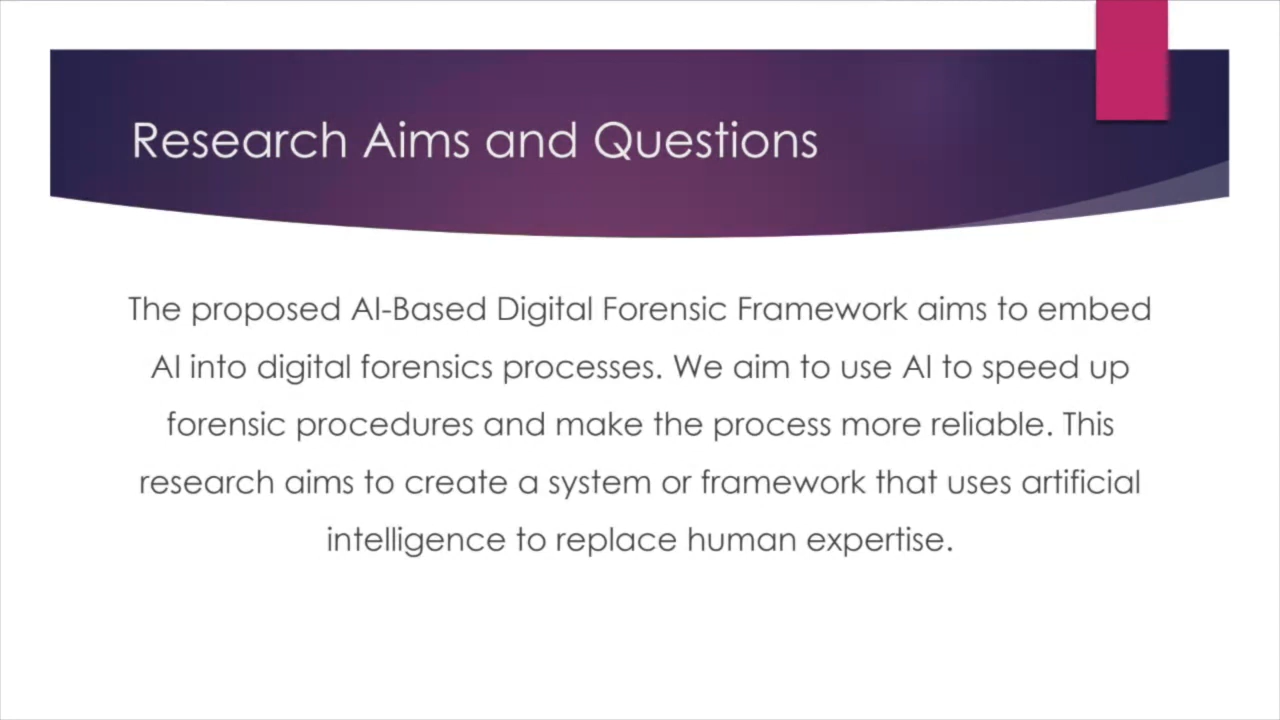 Research Aims and Questions
The proposed AI-Based Digital Forensic Framework aims to embed
AI into digital forensics processes. We aim to use AI to speed up
forensic procedures and make the process more reliable. This
research aims to create a system or framework that uses artificial
intelligence to replace human expertise.